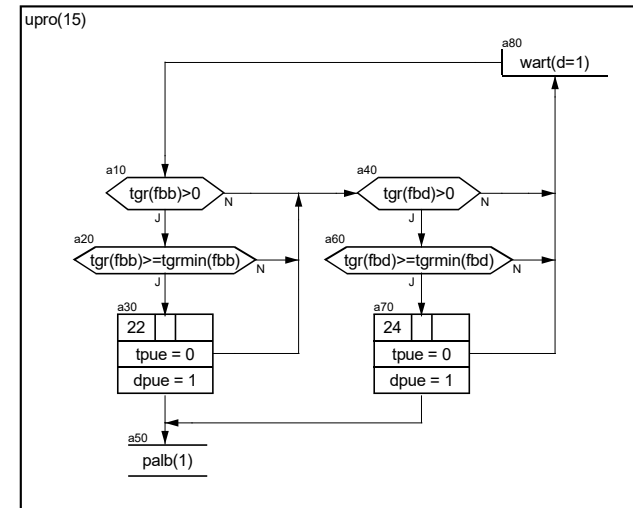 upro(15)
a80
wart(d=1)
a10
tgr(fbb)>0
N
J
a40
tgr(fbd)>0
N
J
a20
tgr(fbb)>=tgrmin(fbb)
N
J
a60
tgr(fbd)>=tgrmin(fbd)
N
J
a30
22
tpue = 0
dpue = 1
a70
24
tpue = 0
dpue = 1
a50
palb(1)